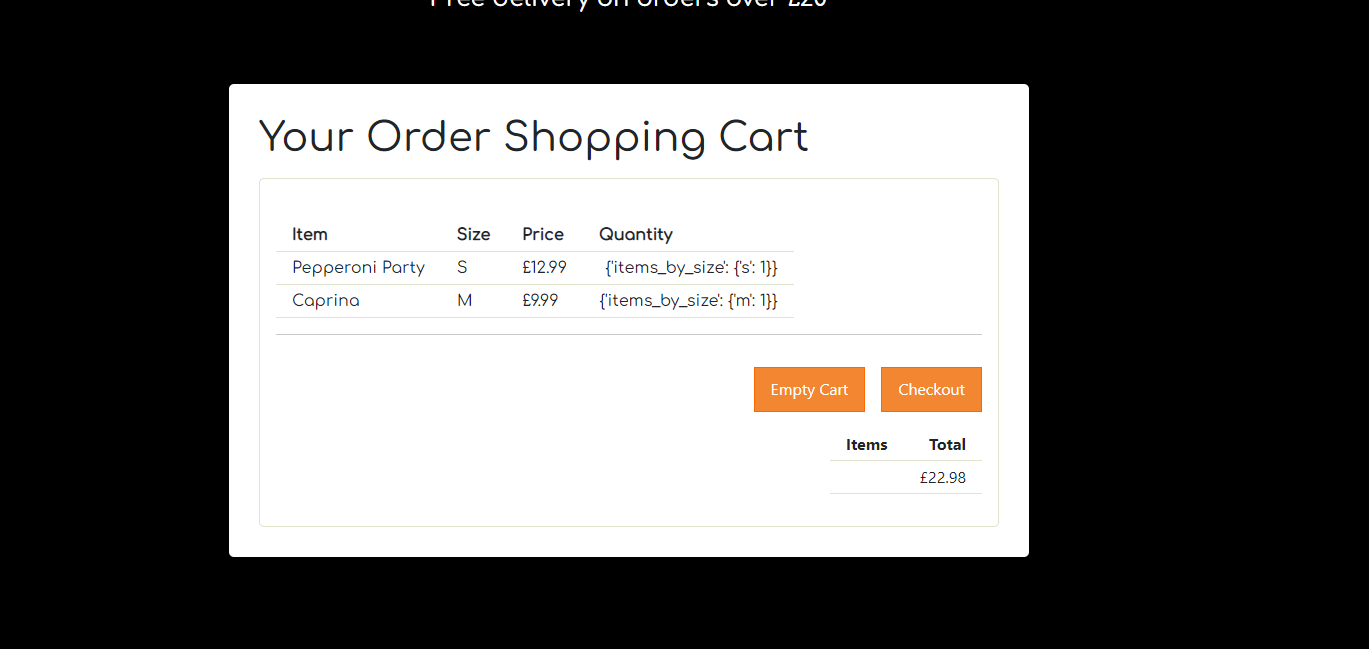 Free delivery on orders over £20
Your Order Shopping Cart
Item Size Price Quantity
Pepperoni Party S £12.99 {'items_by_size': {'s': 1}}
Caprina M £9.99 {'items_by_size': {'m': 1}}
Empty Cart Checkout
Items Total
£22.98